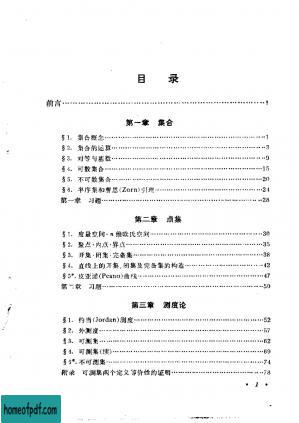 目 录
前言
第一章 集合
§1. 集合概念 1
§2. 集合的运算 3
§3. 对等与基数 9
§4. 可数集合 15
§5. 不可数集合 20
§6. 半序集和曹恩(Zorn)引理 24
第一章 习题 28
第二章 点集
§1. 度量空间·n维欧氏空间 30
§2. 聚点·内点·界点 35
§3. 开集·闭集·完备集 38
§4. 直线上的开集、闭集及完备集的构造 42
§5*. 皮亚诺(Peano)曲线 47
第二章 习题 50
第三章 测度论
§1. 约当(Jordan)测度 52
§2. 外测度 57
§3. 可测集 62
§4. 可测集(续) 69
§5*. 不可测集 74
附录 可测集两个定义等价性的证明 78
· 1 ·
homeofpdf.com